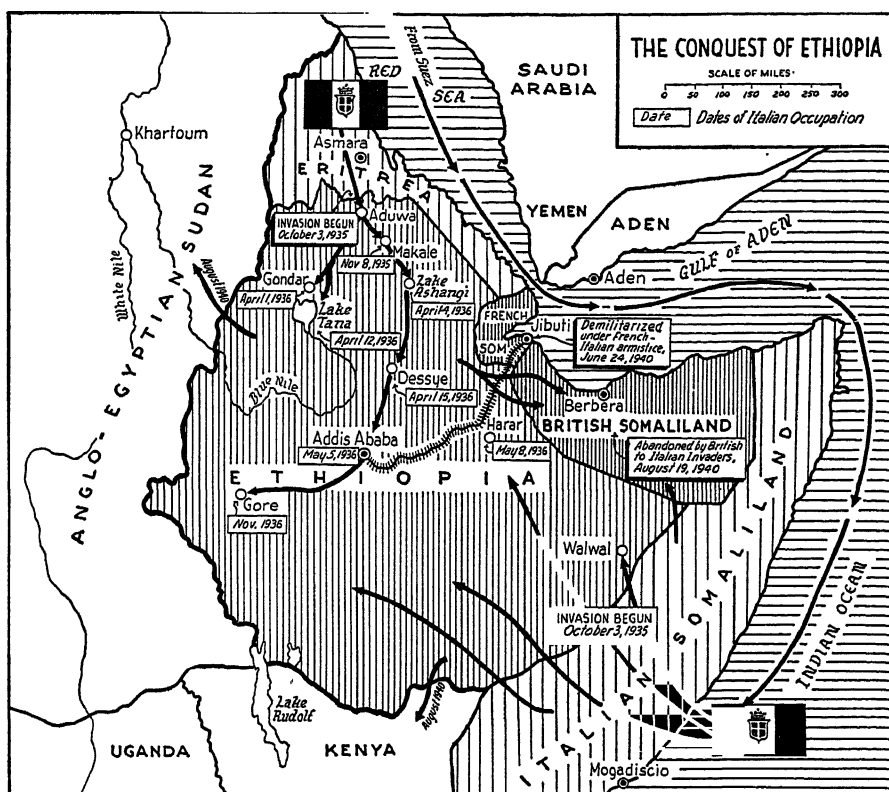 THE CONQUEST OF ETHIOPIA
SCALE OF MILES
0 50 100 150 200 250 300
Date Dates of Italian Occupation
From Suez
RED
SEA
SAUDI
ARABIA
Khartoum
Asmara
ERITREA
YEMEN
ADEN
Aden
GULF OF ADEN
INVASION BEGUN
October 3, 1935
Aduwa
Makale
Nov 8, 1935
Gondar
April 1, 1936
Zake
Ashangi
April 4, 1936
Lake
Tana
April 12, 1936
White Nile
August 1940
ANGLO-EGYPTIAN SUDAN
Blue Nile
FRENCH
SOM.
Jibuti
Demilitarized
under French-
Italian armistice,
June 24, 1940
Dessye
April 15, 1936
Berbera
BRITISH SOMALILAND
Abandoned by British
to Italian Invaders,
August 19, 1940
Harar
May 8, 1936
Addis Ababa
May 5, 1936
ETHIOPIA
Gore
Nov. 1936
Walwal
INVASION BEGUN
October 3, 1935
ITALIAN SOMALILAND
INDIAN OCEAN
Lake
Rudolf
August 1940
UGANDA
KENYA
Mogadiscio